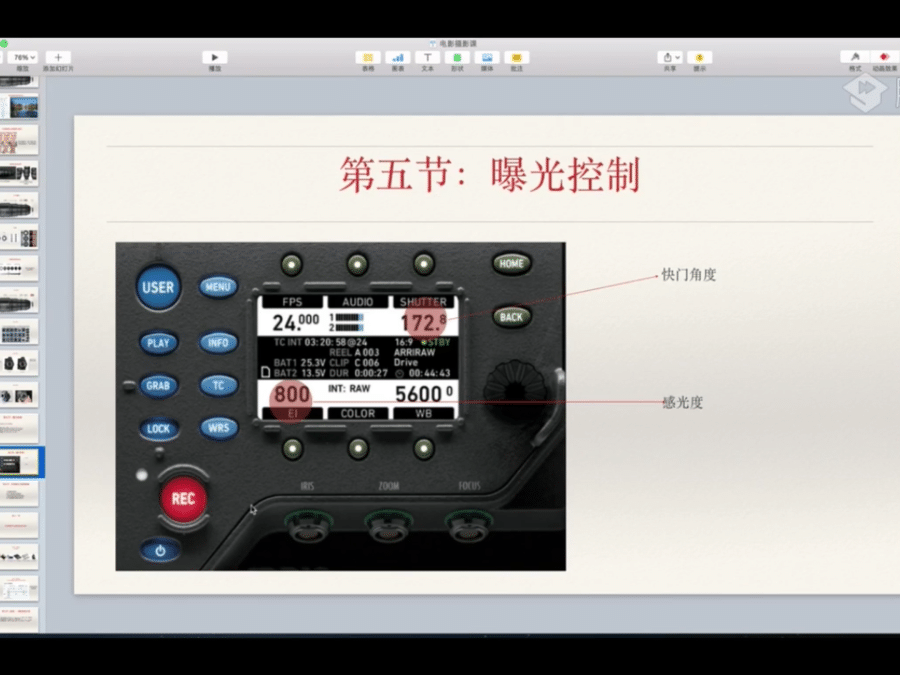 电影摄影课
76%
缩放
添加幻灯片
播放
表格
图表
文本
形状
媒体
批注
共享
提示
格式
动画效果
第五节：曝光控制
USER
MENU
HOME
BACK
PLAY
INFO
GRAB
TC
LOCK
WRS
REC
FPS AUDIO SHUTTER
24.000 1 2 172.8
TC INT 03:20:58@24 16:9 STBY
REEL A 003 ARRIRAW
BAT1 25.3V CLIP C 006 Drive
BAT2 13.5V DUR 0:00:27 00:44:43
800 INT: RAW 5600 0
EI COLOR WB
IRIS ZOOM FOCUS
快门角度
感光度